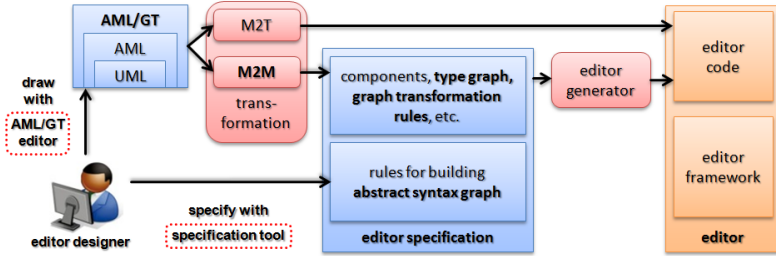 AML/GT
AML
UML
M2T
M2M
trans-
formation
components, type graph,
graph transformation
rules, etc.
rules for building
abstract syntax graph
editor specification
editor
generator
editor
code
editor
framework
editor
draw
with
AML/GT
editor
editor designer
specify with
specification tool